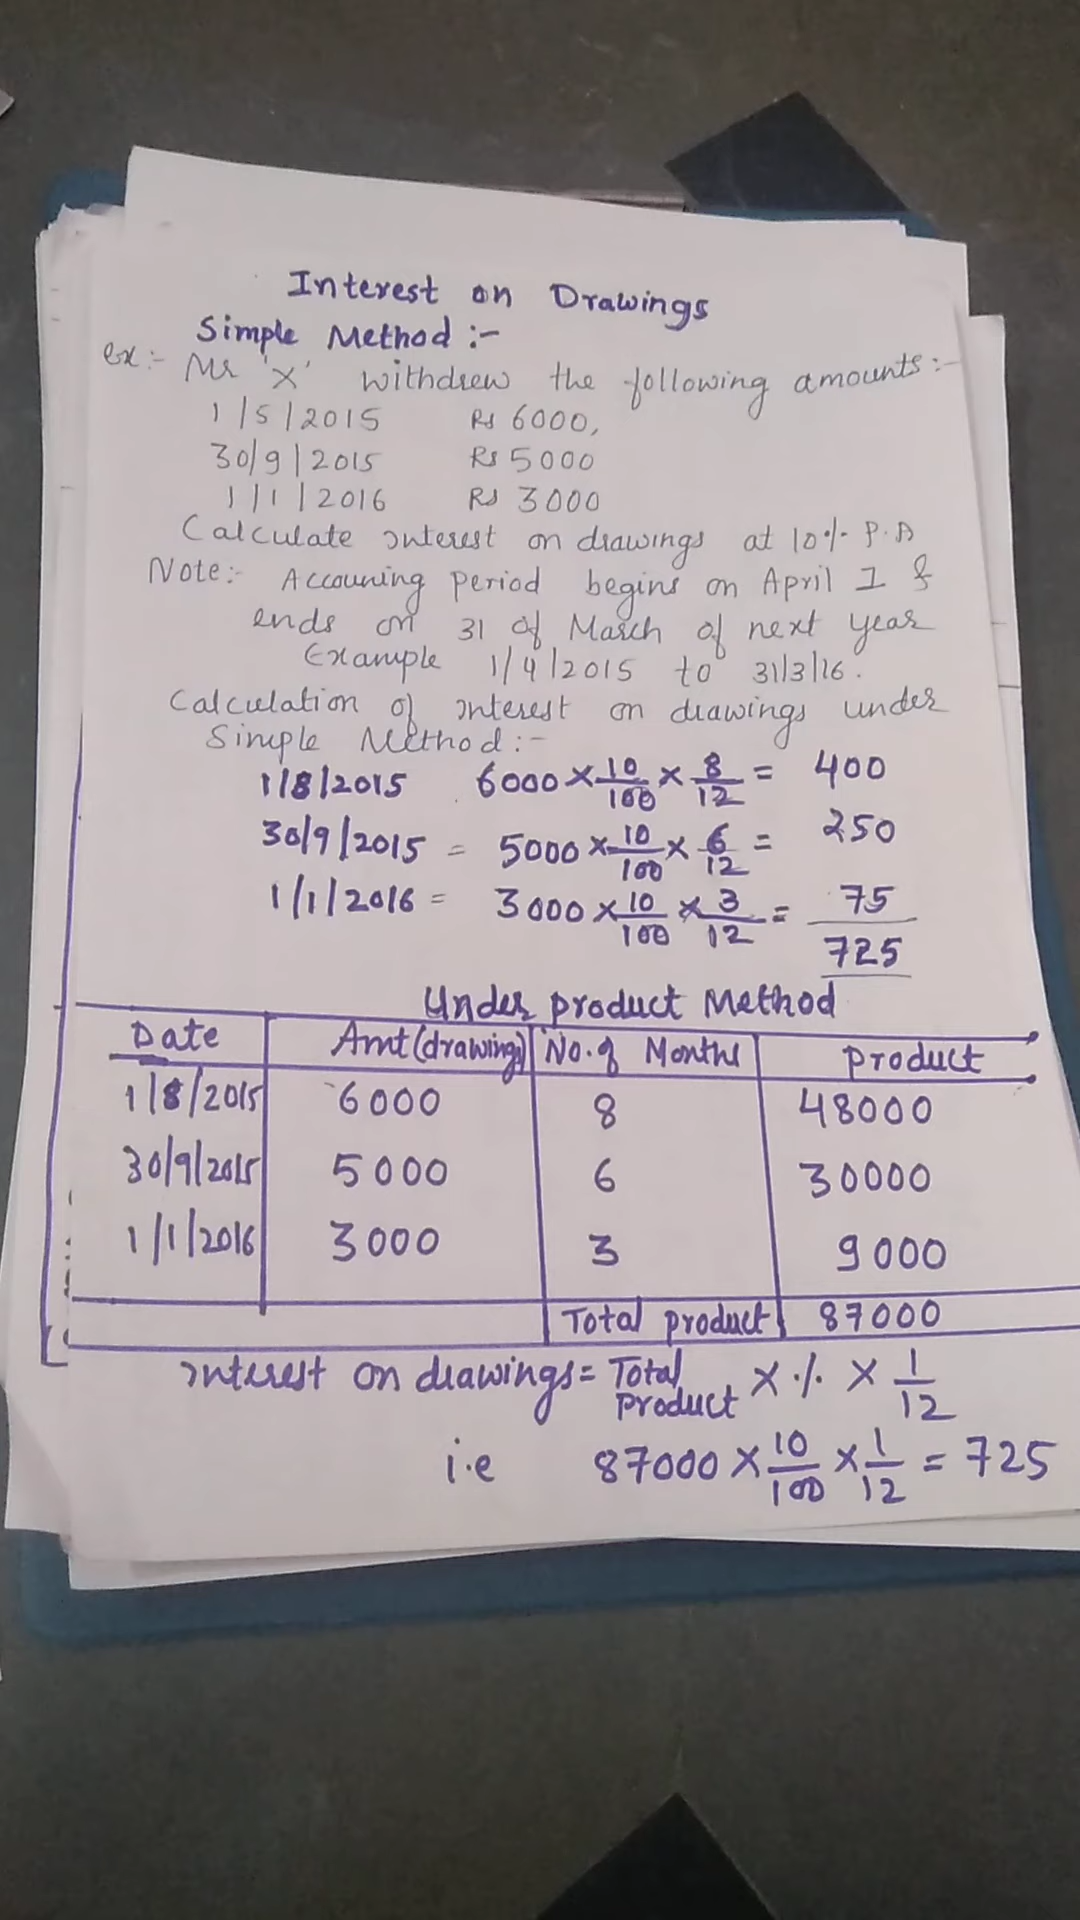 Interest on Drawings
Simple Method :-
ex:- Mr 'X' withdrew the following amounts:-
1/5/2015 Rs 6000,
30/9/2015 Rs 5000
1/1/2016 Rs 3000
Calculate interest on drawings at 10% P.A
Note:- Accouning Period begins on April 1 &
ends on 31 of March of next year
Example 1/4/2015 to 31/3/16.
Calculation of interest on drawings under
Simple Method:-
1/8/2015 6000 × 10/100 × 8/12 = 400
30/9/2015 = 5000 × 10/100 × 6/12 = 250
1/1/2016 = 3000 × 10/100 × 3/12 = 75
725
Under product Method
Date Amt(drawings) No. of Months product
1/8/2015 6000 8 48000
30/9/2015 5000 6 30000
1/1/2016 3000 3 9000
Total product 87000
interest on drawings = Total Product × % × 1/12
i.e 87000 × 10/100 × 1/12 = 725